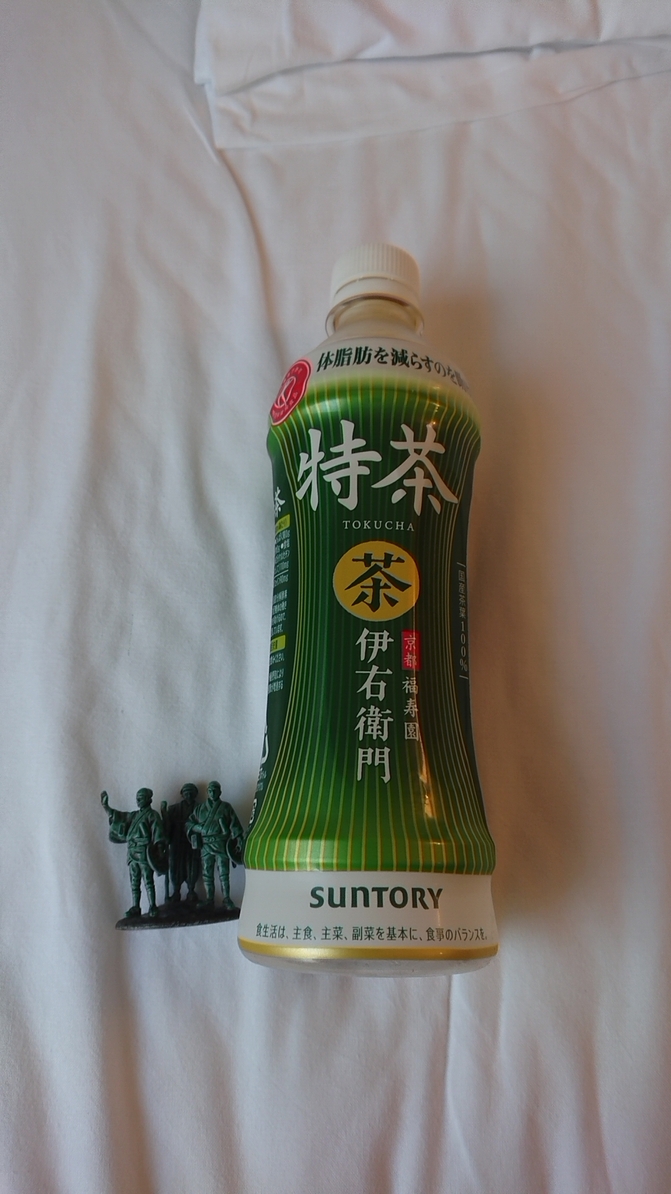 体脂肪を減らすのを
特茶
TOKUCHA
茶
伊右衛門
京都
福寿園
国産茶葉100%
SUNTORY
食生活は、主食、主菜、副菜を基本に、食事のバランスを。